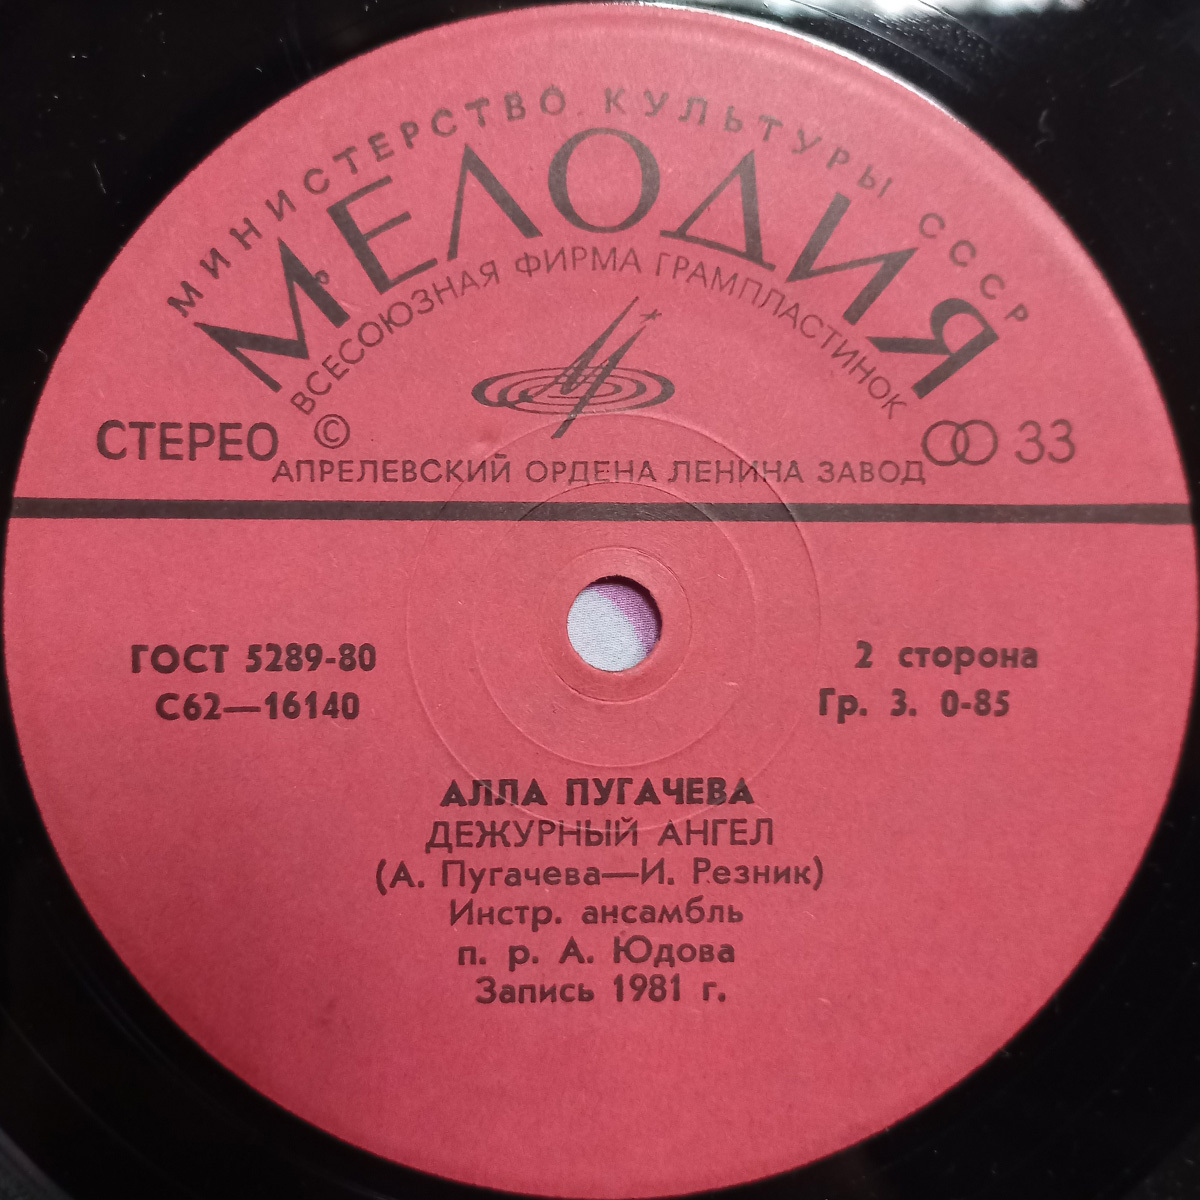 МИНИСТЕРСТВО КУЛЬТУРЫ СССР
МЕЛОДИЯ
ВСЕСОЮЗНАЯ ФИРМА ГРАМПЛАСТИНОК
СТЕРЕО © 33
АПРЕЛЕВСКИЙ ОРДЕНА ЛЕНИНА ЗАВОД
ГОСТ 5289-80
С62—16140
2 сторона
Гр. 3. 0-85
АЛЛА ПУГАЧЕВА
ДЕЖУРНЫЙ АНГЕЛ
(А. Пугачева—И. Резник)
Инстр. ансамбль
п. р. А. Юдова
Запись 1981 г.